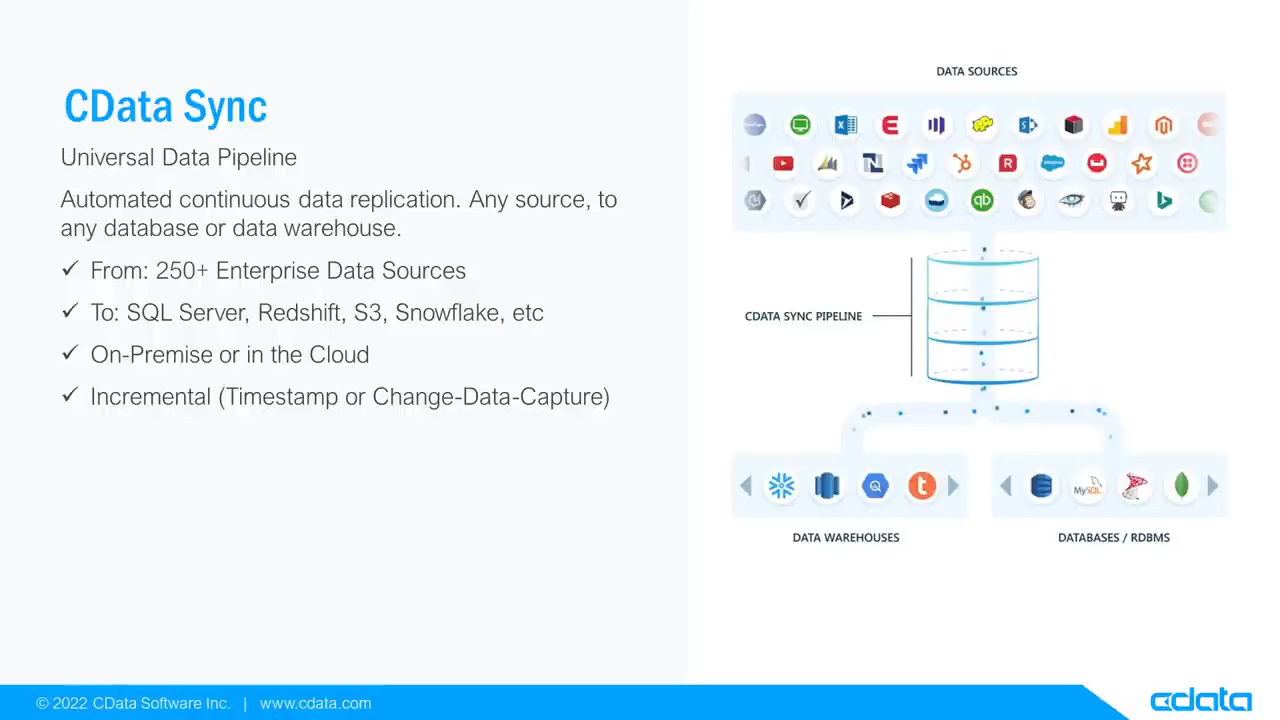 CData Sync
Universal Data Pipeline
Automated continuous data replication. Any source, to
any database or data warehouse.
✓ From: 250+ Enterprise Data Sources
✓ To: SQL Server, Redshift, S3, Snowflake, etc
✓ On-Premise or in the Cloud
✓ Incremental (Timestamp or Change-Data-Capture)
DATA SOURCES
qb
CDATA SYNC PIPELINE
MySQL
DATA WAREHOUSES
DATABASES / RDBMS
© 2022 CData Software Inc. | www.cdata.com
cdata